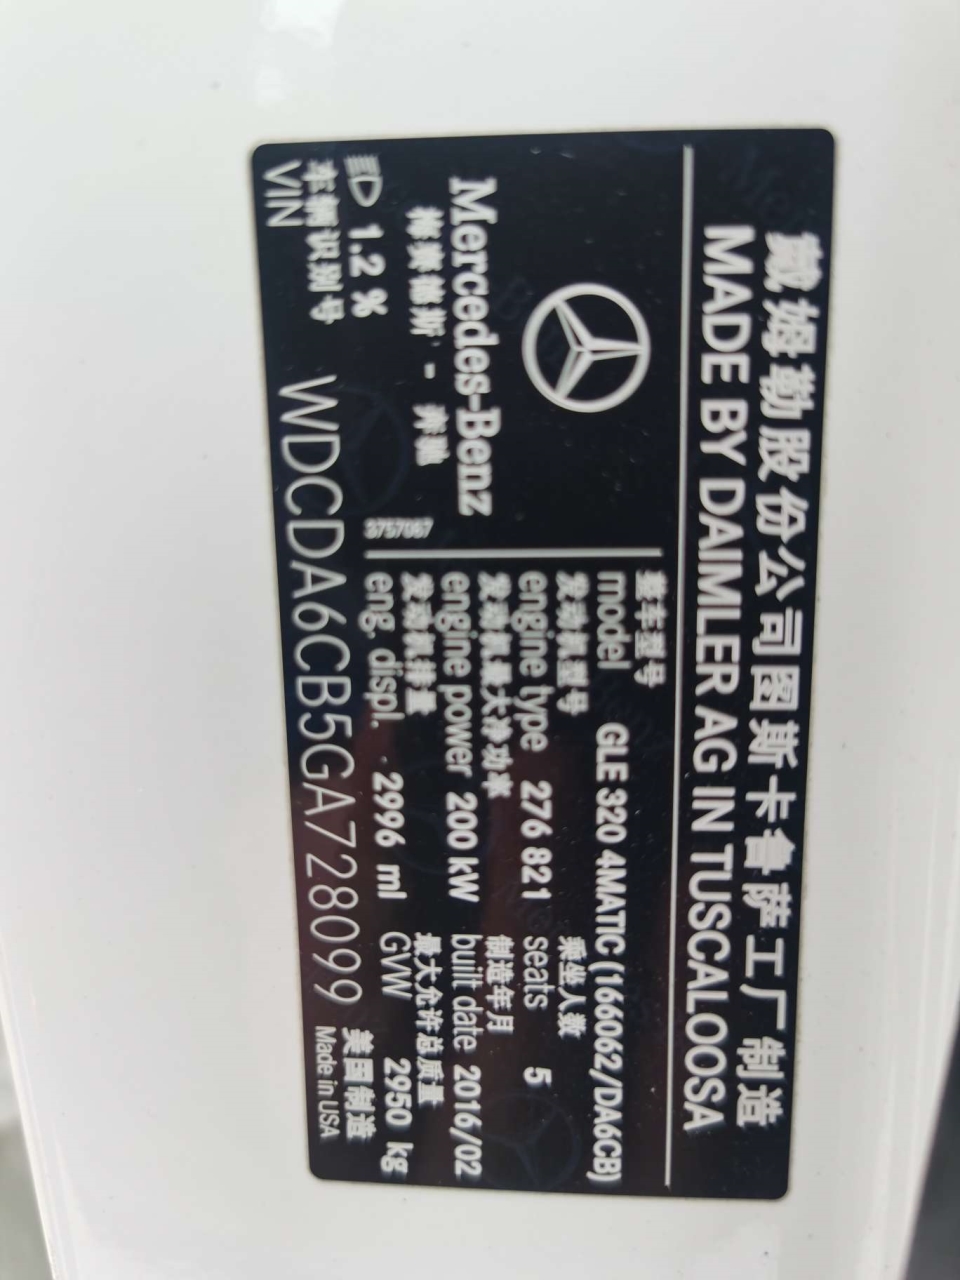 戴姆勒股份公司图斯卡鲁萨工厂制造
MADE BY DAIMLER AG IN TUSCALOOSA
Mercedes-Benz
梅赛德斯 - 奔驰
3757067
整车型号
model GLE 320 4MATIC (166062/DA6CB)
发动机型号 乘坐人数
engine type 276 821 seats 5
发动机最大净功率 制造年月
engine power 200 kW built date 2016/02
发动机排量 最大允许总质量
eng. displ. 2996 ml GVW 2950 kg
1.2 %
车辆识别号
VIN WDCDA6CB5GA728099
美国制造
Made in USA